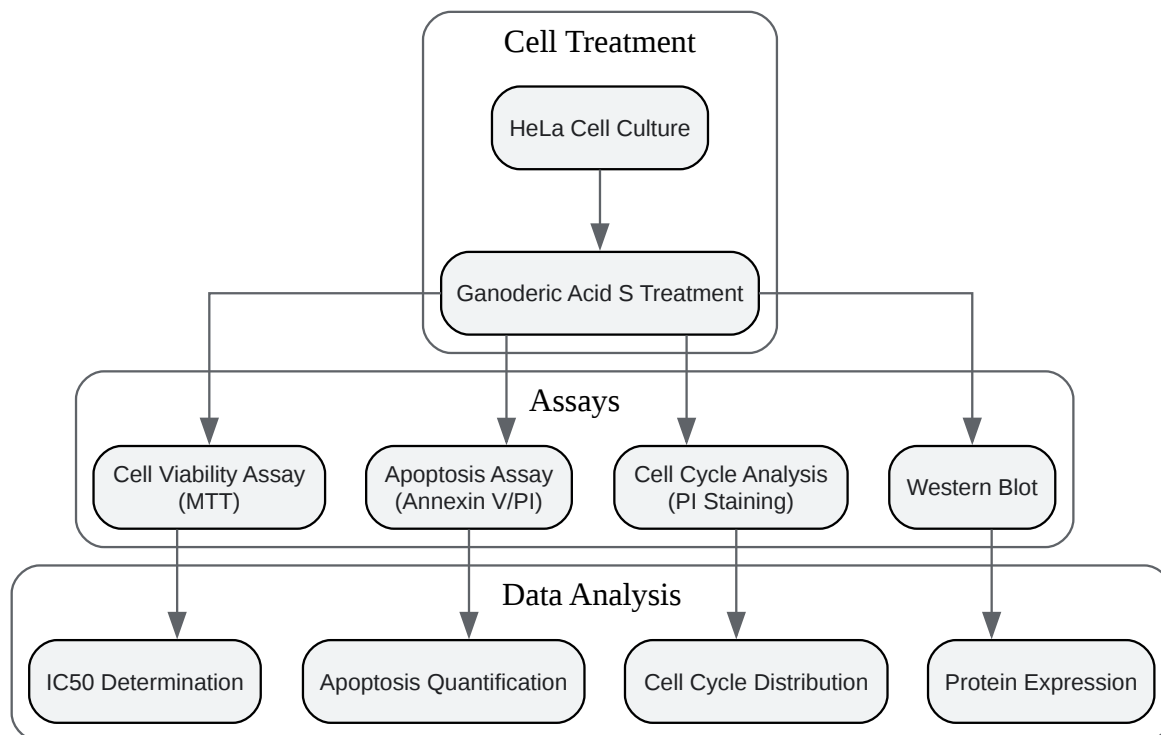 Cell Treatment
HeLa Cell Culture
Ganoderic Acid S Treatment
Assays
Cell Viability Assay
(MTT)
Apoptosis Assay
(Annexin V/PI)
Cell Cycle Analysis
(PI Staining)
Western Blot
Data Analysis
IC50 Determination
Apoptosis Quantification
Cell Cycle Distribution
Protein Expression